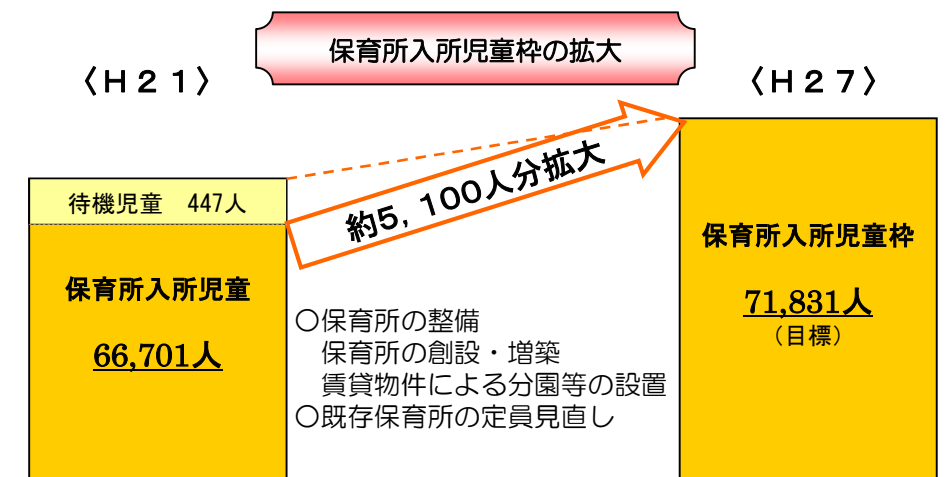 保育所入所児童枠の拡大
〈H２１〉
〈H２７〉
約5,１００人分拡大
待機児童　447人
保育所入所児童
66,701人
保育所入所児童枠
71,831人
（目標）
○保育所の整備
保育所の創設・増築
賃貸物件による分園等の設置
○既存保育所の定員見直し